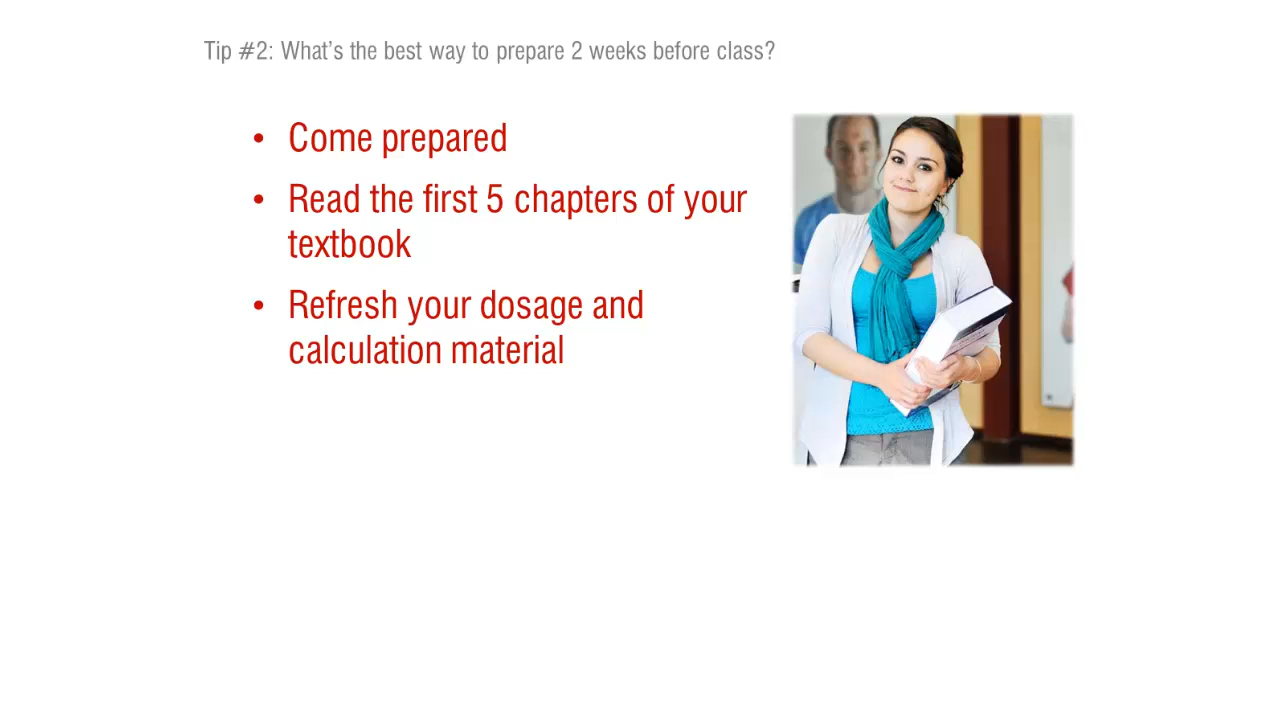 Tip #2: What's the best way to prepare 2 weeks before class?
• Come prepared
• Read the first 5 chapters of your
textbook
• Refresh your dosage and
calculation material